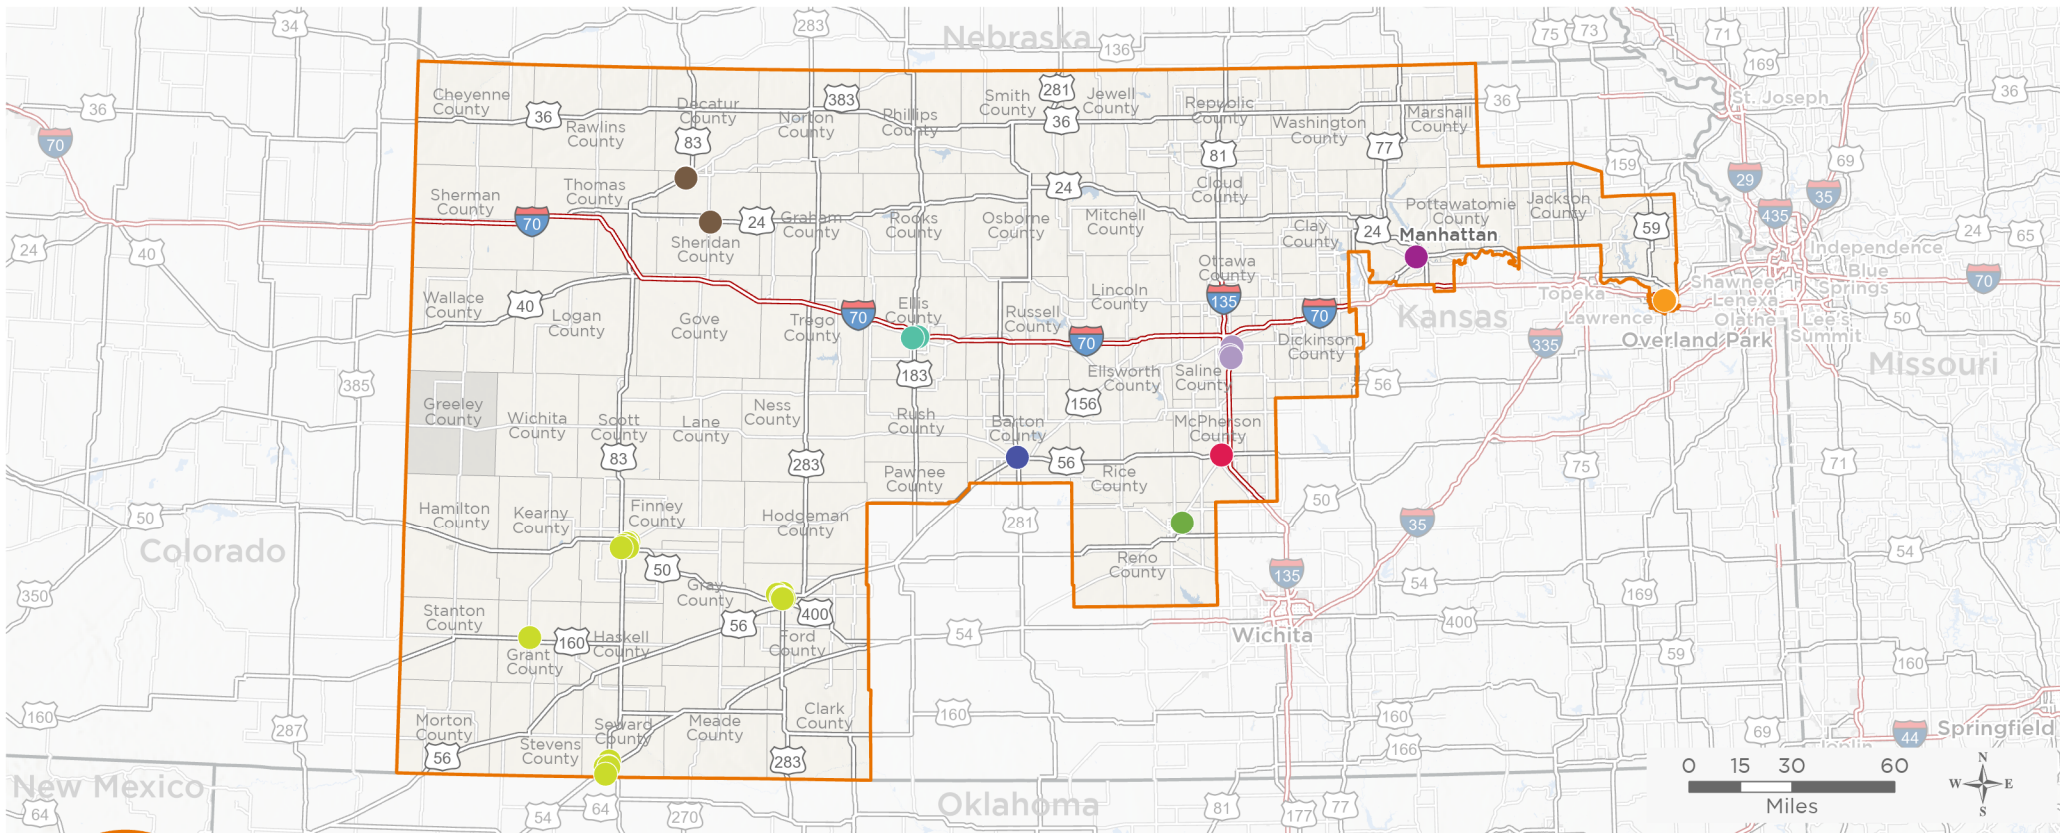 34
283
Nebraska
136
75
73
71
169
36
70
Cheyenne
County
36
Rawlins
County
Decatur
County
83
Norton
County
383
Phillips
County
Smith
County
281
36
Jewell
County
Republic
County
81
Washington
County
77
Marshall
County
36
St. Joseph
36
159
69
29
35
435
Sherman
County
Thomas
County
70
24
Sheridan
County
Graham
County
Rooks
County
Osborne
County
24
Mitchell
County
Cloud
County
Clay
County
24
Pottawatomie
County
Manhattan
Jackson
County
59
24
65
Independence
Blue
Springs
70
24
40
Wallace
County
40
Logan
County
Gove
County
Trego
County
70
Ellis
County
183
Russell
County
Lincoln
County
70
Ottawa
County
135
70
Dickinson
County
Kansas
Topeka
Lawrence
Shawnee
Lenexa
Olathe
Lee's
Summit
Overland Park
50
335
Missouri
385
Greeley
County
Wichita
County
Scott
County
83
Lane
County
Ness
County
283
Rush
County
Barton
County
156
Ellsworth
County
Saline
County
McPherson
County
56
56
Rice
County
Pawnee
County
75
71
50
50
Colorado
Hamilton
County
Kearny
County
Finney
County
50
Hodgeman
County
281
Reno
County
135
35
54
54
169
350
Stanton
County
160
Grant
County
Haskell
County
Gray
County
56
400
Ford
County
54
Wichita
400
59
160
160
287
Morton
County
56
Stevens
County
Seward
County
Meade
County
Clark
County
283
160
160
166
69
44
Springfield
Joplin
New Mexico
64
54
64
270
Oklahoma
81
177
77
0 15 30 60
Miles
N
W E
S